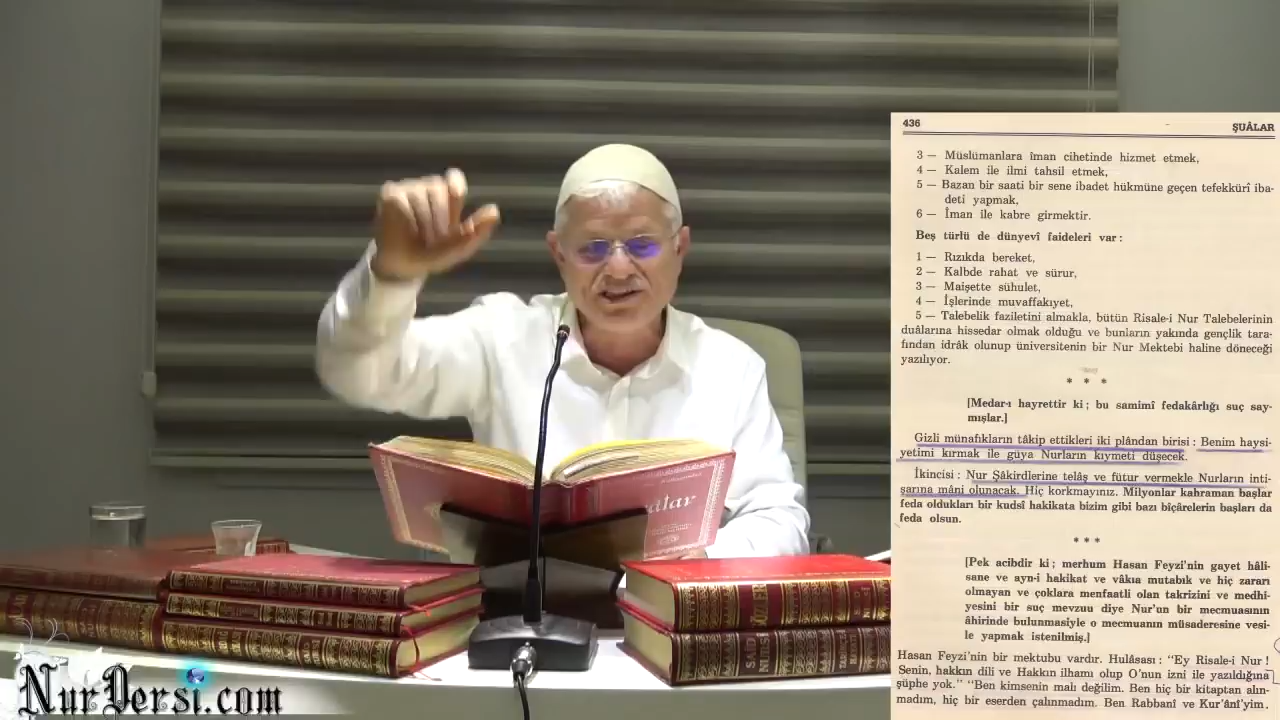 436
ŞUÂLAR
3 — Müslümanlara îman cihetinde hizmet etmek,
4 — Kalem ile ilmi tahsil etmek,
5 — Bazan bir saati bir sene ibadet hükmüne geçen tefekkürî iba-
deti yapmak,
6 — Îman ile kabre girmektir.
Beş türlü de dünyevî faideleri var :
1 — Rızıkda bereket,
2 — Kalbde rahat ve sürur,
3 — Maişette sühulet,
4 — İşlerinde muvaffakıyet,
5 — Talebelik faziletini almakla, bütün Risale-i Nur Talebelerinin
duâlarına hissedar olmak olduğu ve bunların yakında gençlik tara-
fından idrâk olunup üniversitenin bir Nur Mektebi haline döneceği
yazılıyor.
* * *
[Medar-ı hayrettir ki ; bu samimî fedakârlığı suç say-
mışlar.]
Gizli münafıkların tâkip ettikleri iki plândan birisi : Benim haysi-
yetimi kırmak ile gûya Nurların kıymeti düşecek.
İkincisi : Nur Şâkirdlerine telâş ve fütur vermekle Nurların inti-
şarına mâni olunacak. Hiç korkmayınız. Milyonlar kahraman başlar
feda oldukları bir kudsî hakikata bizim gibi bazı bîçârelerin başları da
feda olsun.
* * *
[Pek acibdir ki ; merhum Hasan Feyzi'nin gayet hâli-
sane ve ayn-i hakikat ve vâkıa mutabık ve hiç zararı
olmayan ve çoklara menfaatli olan takrizini ve medhi-
yesini bir suç mevzuu diye Nur'un bir mecmuasının
âhirinde bulunmasiyle o mecmuanın müsaderesine vesi-
le yapmak istenilmiş.]
Hasan Feyzi'nin bir mektubu vardır. Hulâsası : "Ey Risale-i Nur !
Senin, hakkın dili ve Hakkın ilhamı olup O'nun izni ile yazıldığına
şüphe yok." "Ben kimsenin malı değilim. Ben hiç bir kitaptan alın-
madım, hiç bir eserden çalınmadım. Ben Rabbanî ve Kur'ânî'yim.
NurDersi.com